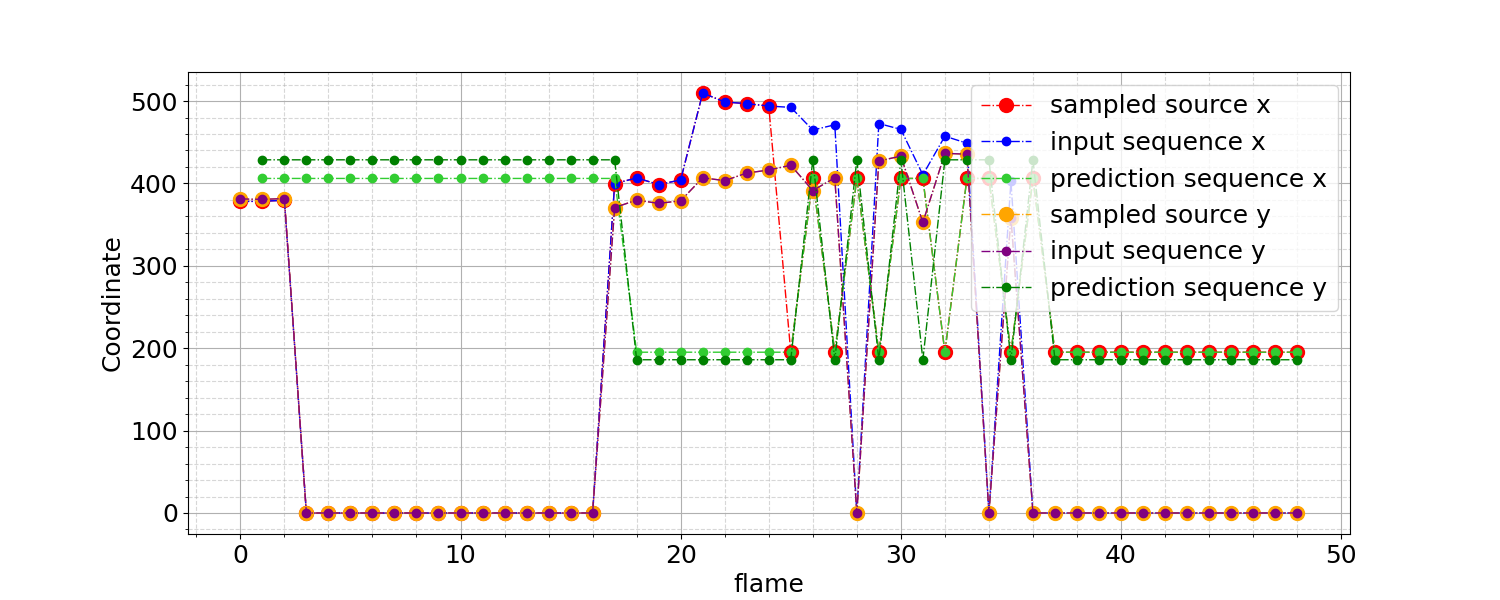 500
400
300
200
100
0
Coordinate
0 10 20 30 40 50
flame
sampled source x
input sequence x
prediction sequence x
sampled source y
input sequence y
prediction sequence y